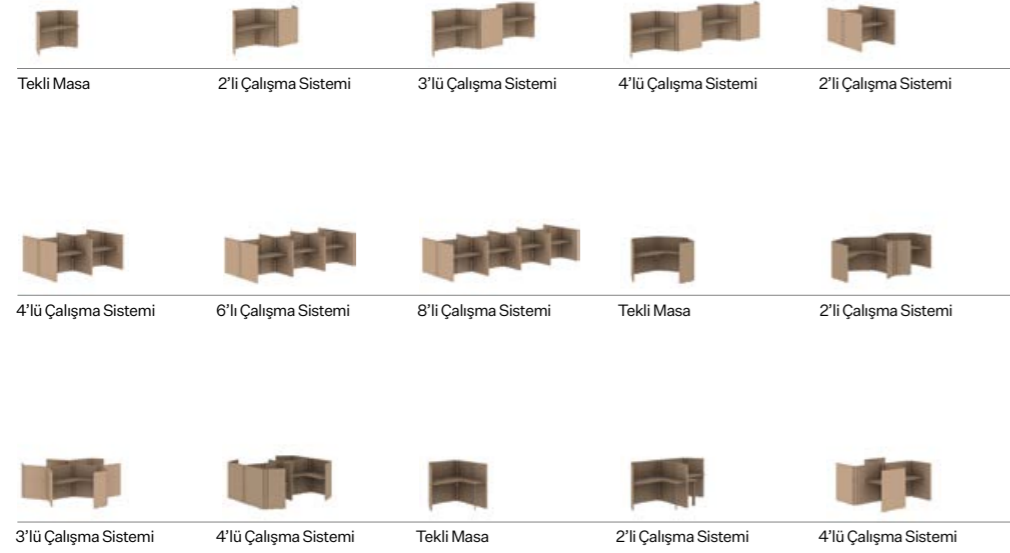 Tekli Masa
2’li Çalışma Sistemi
3’lü Çalışma Sistemi
4’lü Çalışma Sistemi
2’li Çalışma Sistemi
4’lü Çalışma Sistemi
6’lı Çalışma Sistemi
8’li Çalışma Sistemi
Tekli Masa
2’li Çalışma Sistemi
3’lü Çalışma Sistemi
4’lü Çalışma Sistemi
Tekli Masa
2’li Çalışma Sistemi
4’lü Çalışma Sistemi